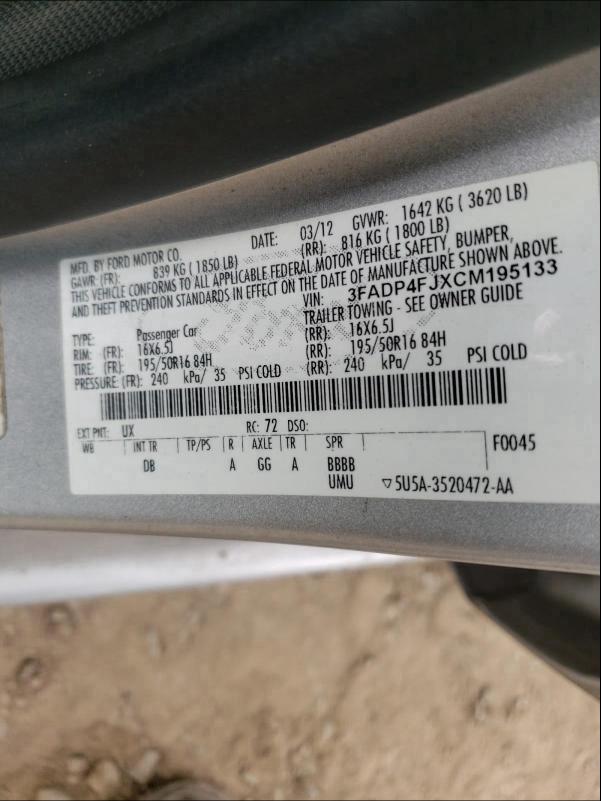 MFD. BY FORD MOTOR CO.
DATE: 03/12 GVWR: 1642 KG ( 3620 LB)
GAWR: (FR): 839 KG ( 1850 LB) (RR): 816 KG ( 1800 LB)
THIS VEHICLE CONFORMS TO ALL APPLICABLE FEDERAL MOTOR VEHICLE SAFETY, BUMPER,
AND THEFT PREVENTION STANDARDS IN EFFECT ON THE DATE OF MANUFACTURE SHOWN ABOVE.
VIN: 3FADP4FJXCM195133
TYPE: Passenger Car TRAILER TOWING - SEE OWNER GUIDE
RIM: (FR): 16X6.5J (RR): 16X6.5J
TIRE: (FR): 195/50R16 84H (RR): 195/50R16 84H
PRESSURE: (FR): 240 kPa/ 35 PSI COLD (RR): 240 kPa/ 35 PSI COLD
EXT PNT: UX RC: 72 DSO:
WB INT TR TP/PS R AXLE TR SPR F0045
DB A GG A BBBB
UMU ▽5U5A-3520472-AA